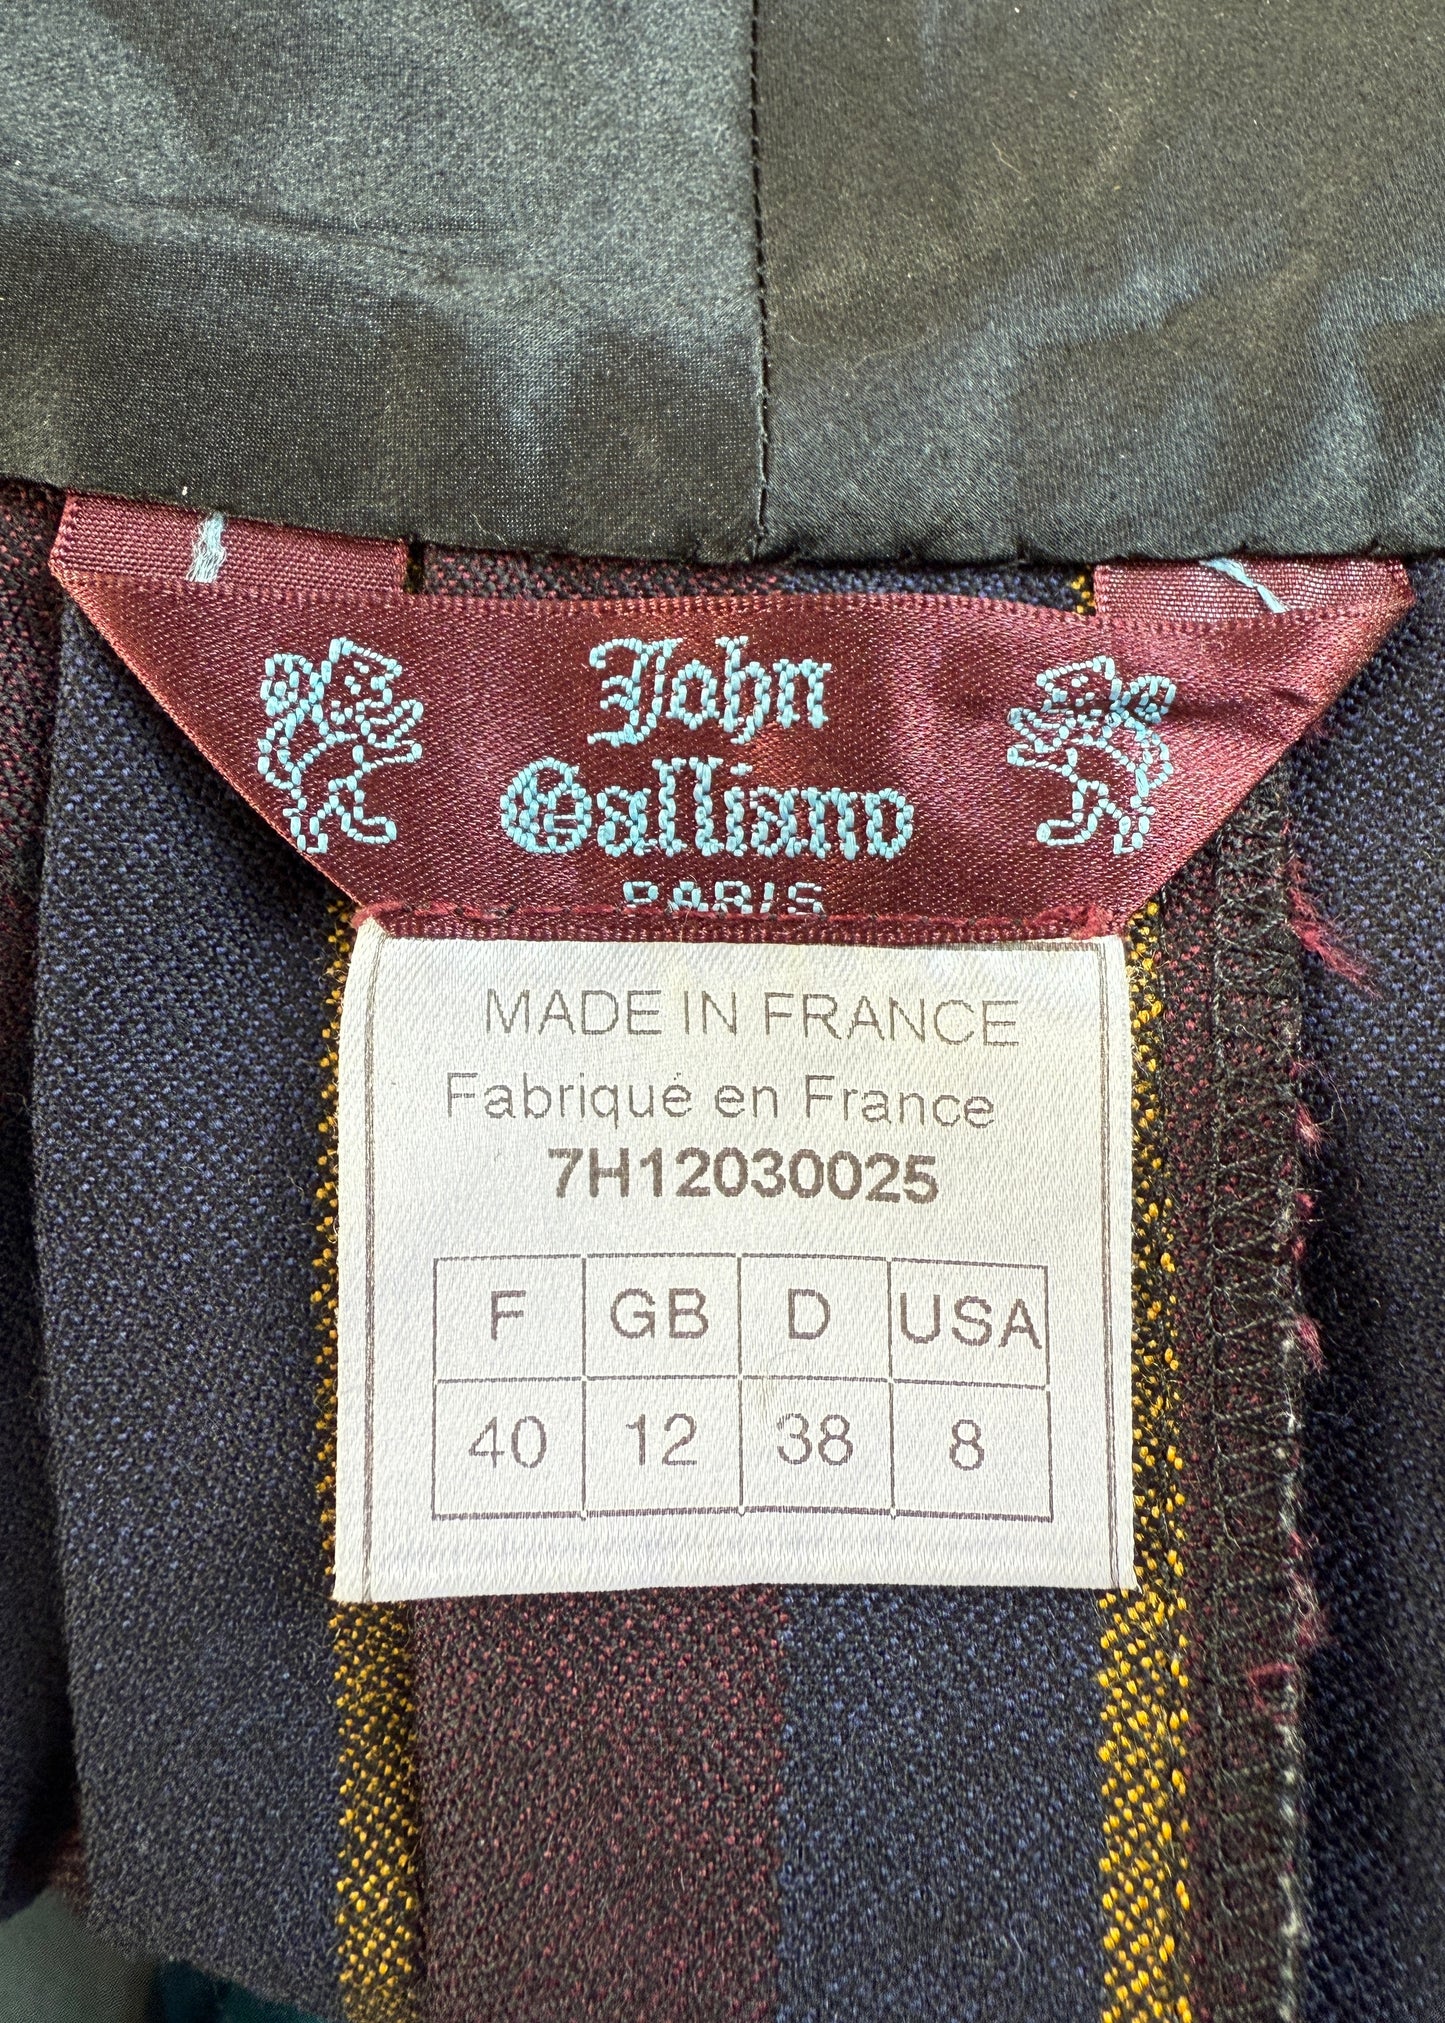 John
Galliano
PARIS
MADE IN FRANCE
Fabriqué en France
7H12030025
F GB D USA
40 12 38 8